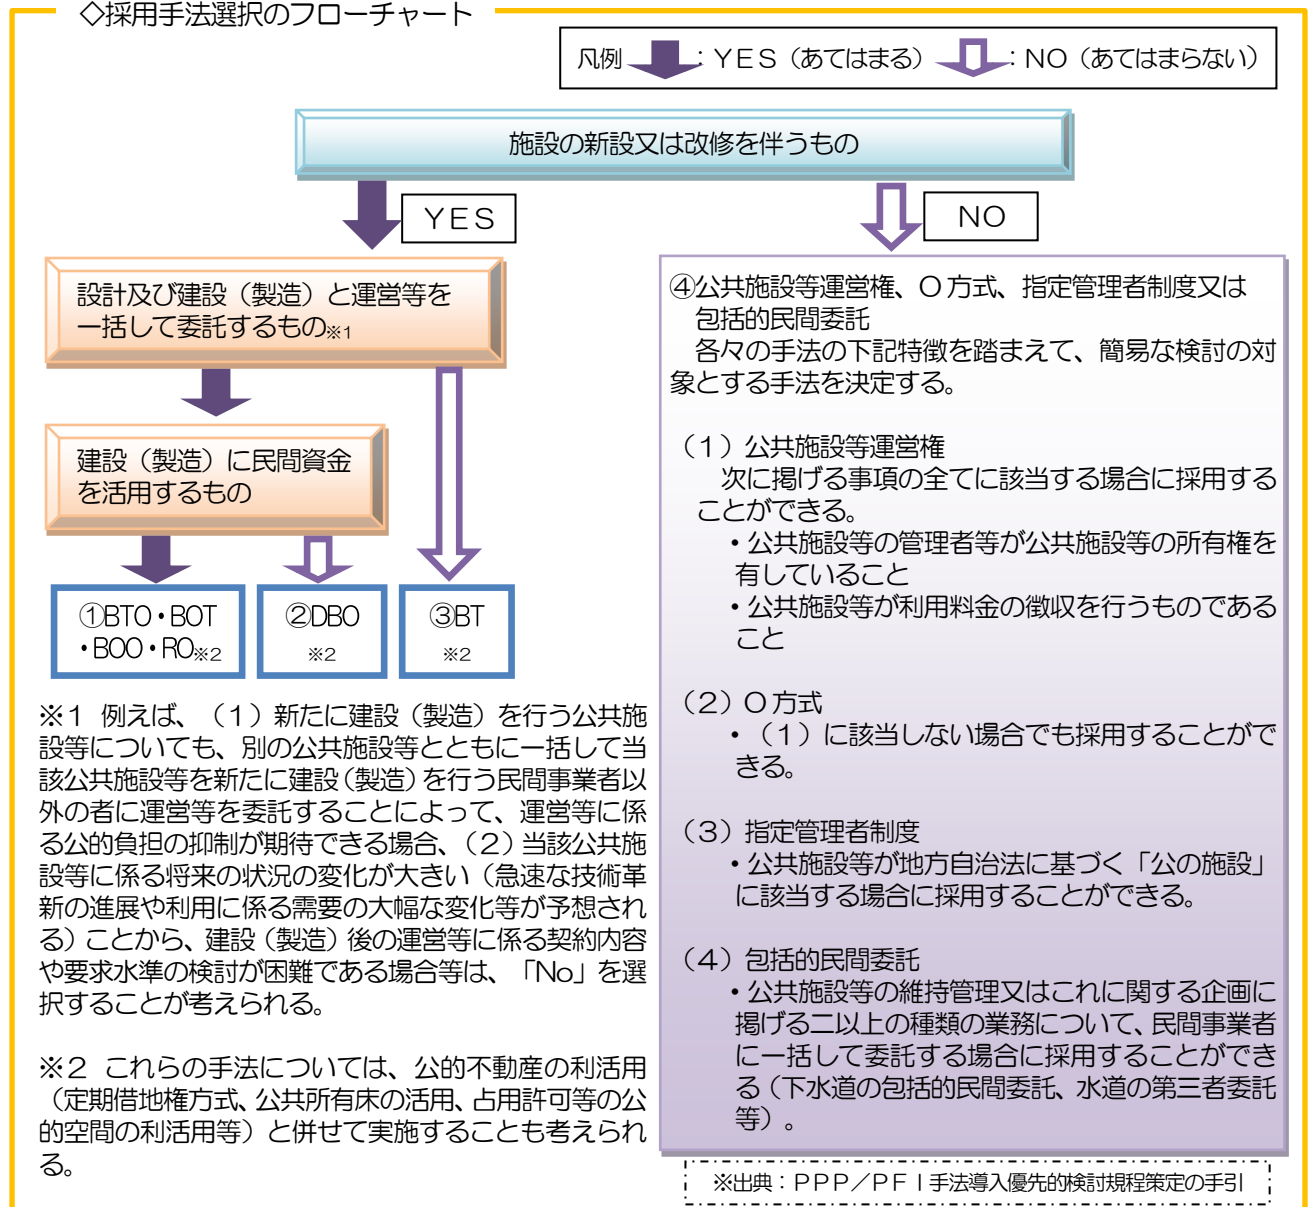 ◇採用手法選択のフローチャート
凡例 ：ＹＥＳ（あてはまる） ：ＮＯ（あてはまらない）
施設の新設又は改修を伴うもの
ＹＥＳ
ＮＯ
設計及び建設（製造）と運営等を
一括して委託するもの※1
建設（製造）に民間資金
を活用するもの
①BTO・BOT
・BOO・RO※2
②DBO
※2
③BT
※2
※１ 例えば、（１）新たに建設（製造）を行う公共施
設等についても、別の公共施設等とともに一括して当
該公共施設等を新たに建設（製造）を行う民間事業者以
外の者に運営等を委託することによって、運営等に係
る公的負担の抑制が期待できる場合、（２）当該公共施
設等に係る将来の状況の変化が大きい（急速な技術革
新の進展や利用に係る需要の大幅な変化等が予想され
る）ことから、建設（製造）後の運営等に係る契約内容
や要求水準の検討が困難である場合等は、「No」を選
択することが考えられる。
※２ これらの手法については、公的不動産の利活用
（定期借地権方式、公共所有床の活用、占用許可等の公
的空間の利活用等）と併せて実施することも考えられ
る。
④公共施設等運営権、Ｏ方式、指定管理者制度又は
包括的民間委託
各々の手法の下記特徴を踏まえて、簡易な検討の対
象とする手法を決定する。
（１）公共施設等運営権
次に掲げる事項の全てに該当する場合に採用する
ことができる。
・公共施設等の管理者等が公共施設等の所有権を
有していること
・公共施設等が利用料金の徴収を行うものである
こと
（２）Ｏ方式
・（１）に該当しない場合でも採用することがで
きる。
（３）指定管理者制度
・公共施設等が地方自治法に基づく「公の施設」
に該当する場合に採用することができる。
（４）包括的民間委託
・公共施設等の維持管理又はこれに関する企画に
掲げる二以上の種類の業務について、民間事業者
に一括して委託する場合に採用することができ
る（下水道の包括的民間委託、水道の第三者委託
等）。
※出典：ＰＰＰ／ＰＦＩ手法導入優先的検討規程策定の手引